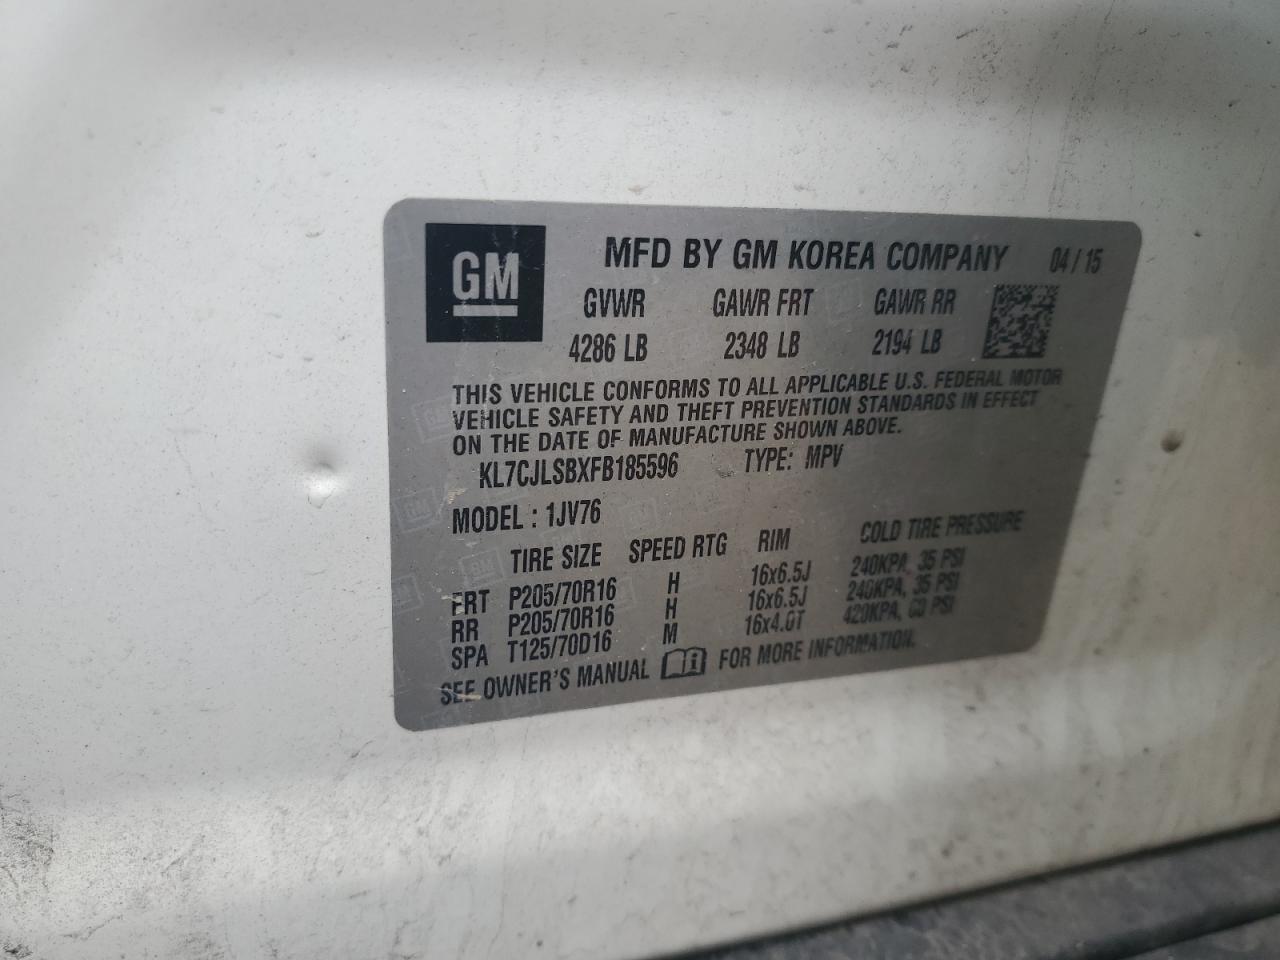 GM
MFD BY GM KOREA COMPANY 04/15
GVWR GAWR FRT GAWR RR
4286 LB 2348 LB 2194 LB
THIS VEHICLE CONFORMS TO ALL APPLICABLE U.S. FEDERAL MOTOR
VEHICLE SAFETY AND THEFT PREVENTION STANDARDS IN EFFECT
ON THE DATE OF MANUFACTURE SHOWN ABOVE.
KL7CJLSBXFB185596 TYPE: MPV
MODEL: 1JV76
TIRE SIZE SPEED RTG RIM COLD TIRE PRESSURE
FRT P205/70R16 H 16x6.5J 240KPA, 35 PSI
RR P205/70R16 H 16x6.5J 240KPA, 35 PSI
SPA T125/70D16 M 16x4.0T 420KPA, 60 PSI
SEE OWNER'S MANUAL FOR MORE INFORMATION.